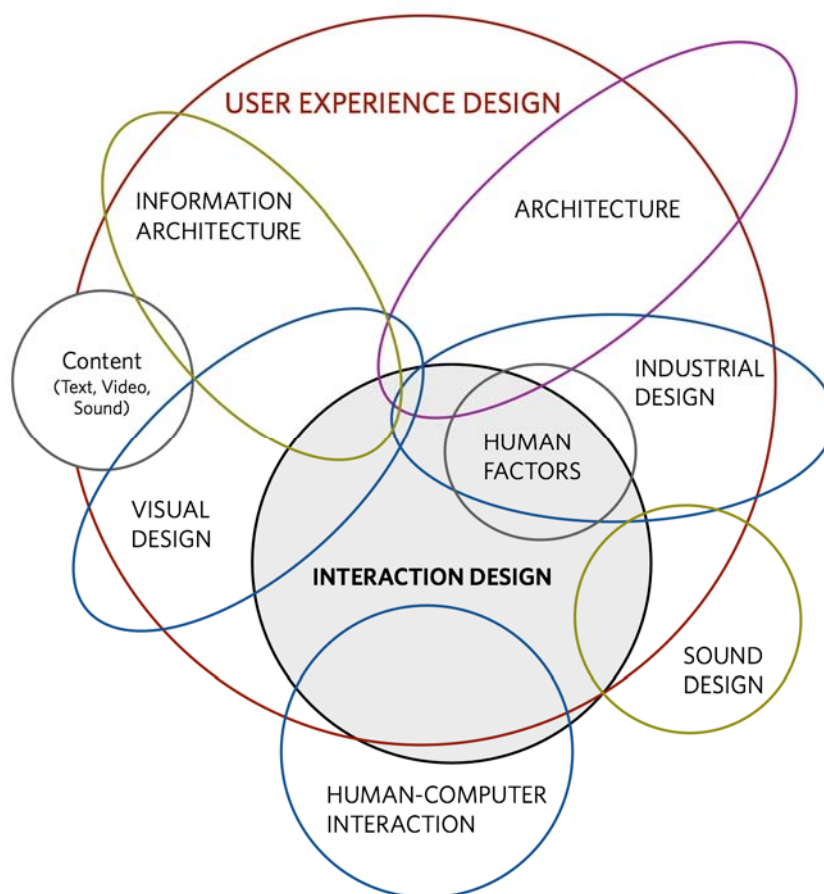 USER EXPERIENCE DESIGN
INFORMATION
ARCHITECTURE
ARCHITECTURE
Content
(Text, Video,
Sound)
INDUSTRIAL
DESIGN
HUMAN
FACTORS
VISUAL
DESIGN
INTERACTION DESIGN
SOUND
DESIGN
HUMAN-COMPUTER
INTERACTION